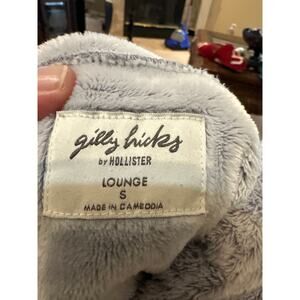 gilly hicks
by HOLLISTER
LOUNGE
S
MADE IN CAMBODIA